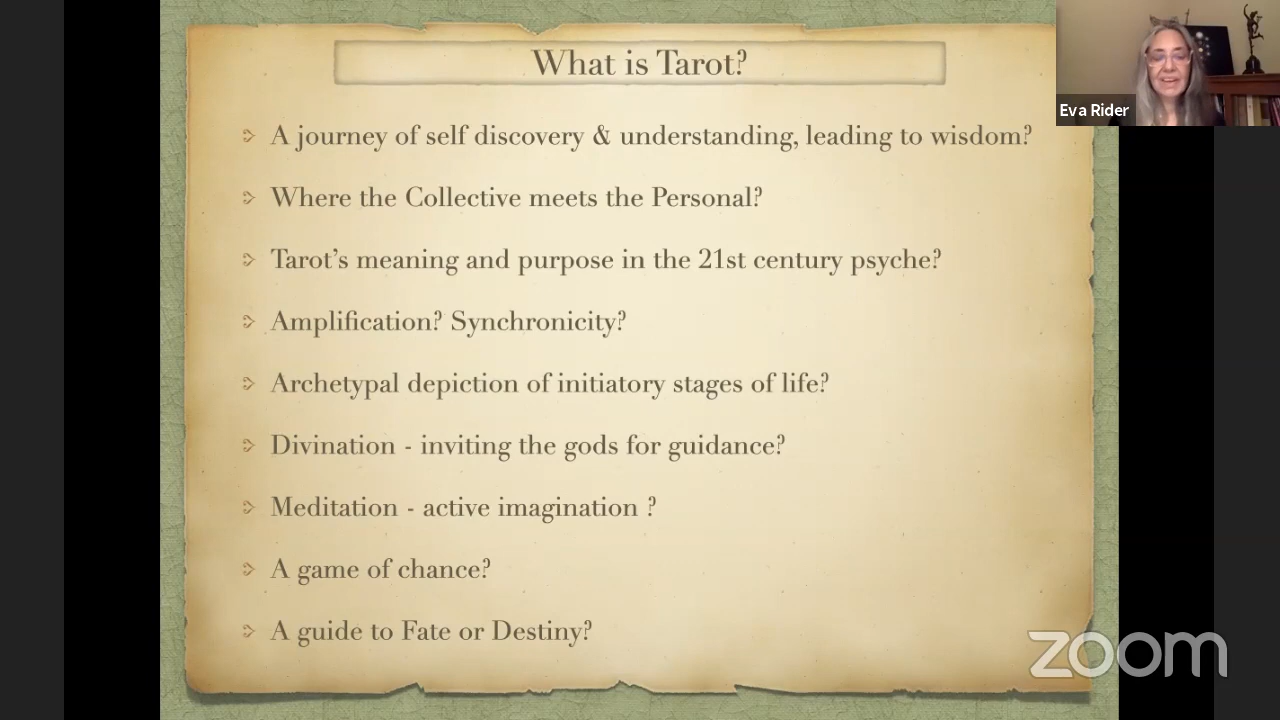 What is Tarot?
A journey of self discovery & understanding, leading to wisdom?
Where the Collective meets the Personal?
Tarot's meaning and purpose in the 21st century psyche?
Amplification? Synchronicity?
Archetypal depiction of initiatory stages of life?
Divination - inviting the gods for guidance?
Meditation - active imagination ?
A game of chance?
A guide to Fate or Destiny?
Eva Rider
zoom